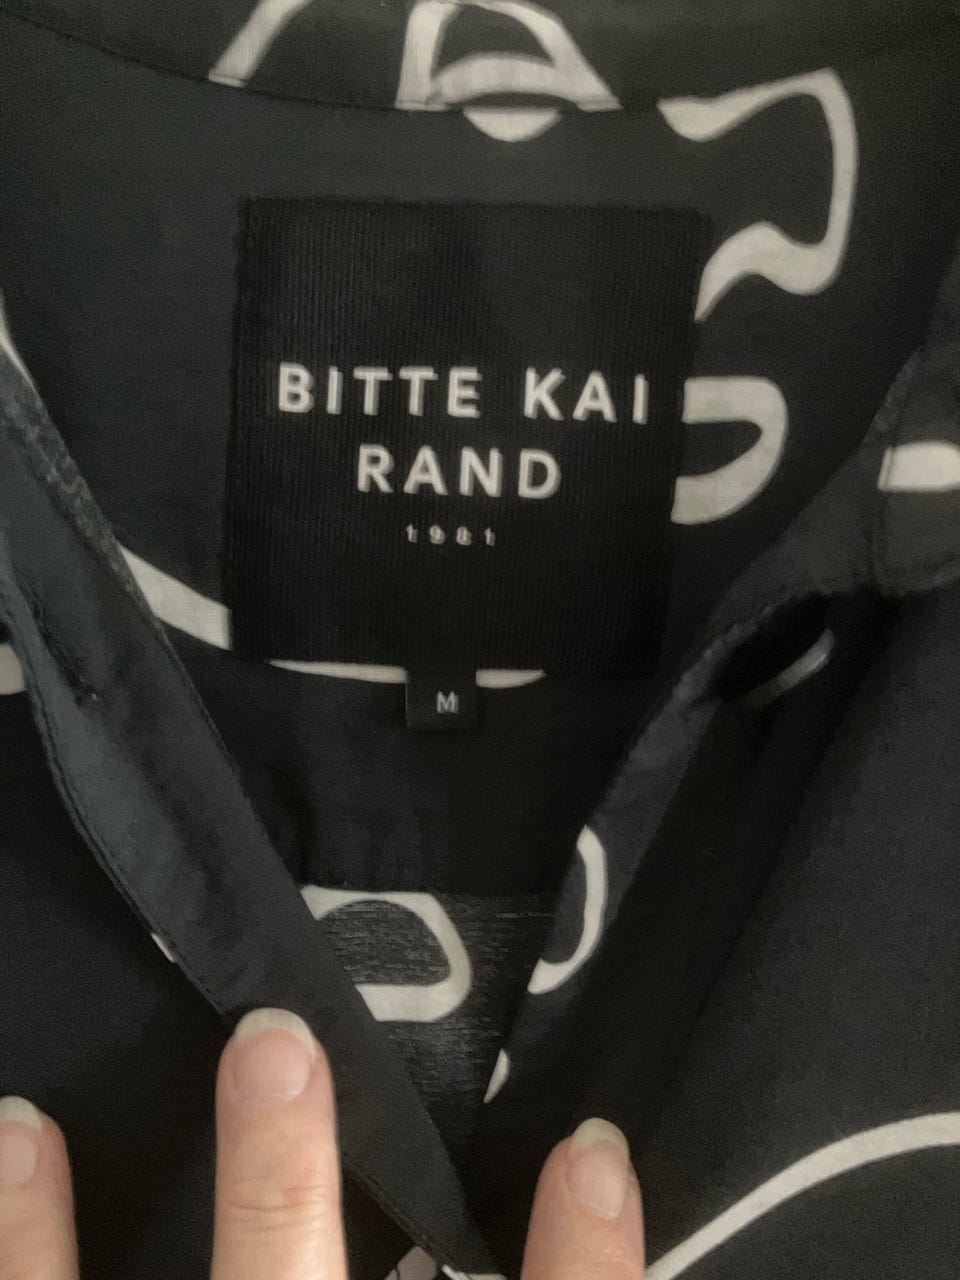 BITTE KAI
RAND
1981
M